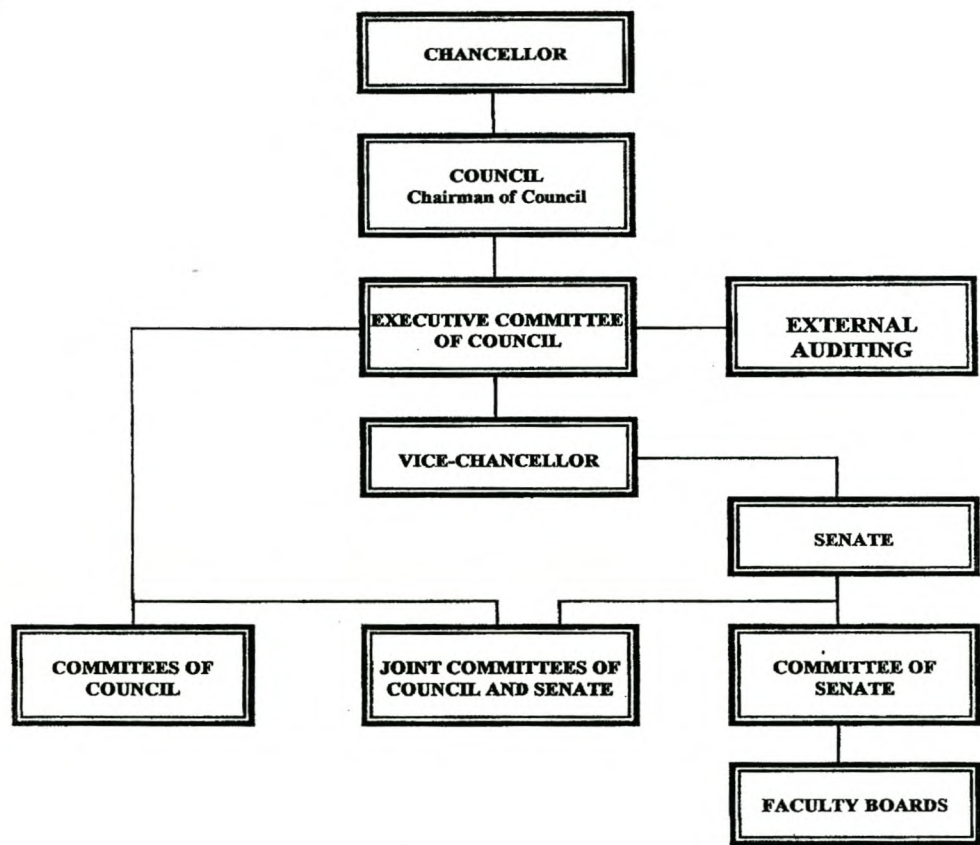 CHANCELLOR
COUNCIL
Chairman of Council
EXECUTIVE COMMITTEE
OF COUNCIL
EXTERNAL
AUDITING
VICE-CHANCELLOR
SENATE
COMMITEES OF
COUNCIL
JOINT COMMITTEES OF
COUNCIL AND SENATE
COMMITTEE OF
SENATE
FACULTY BOARDS